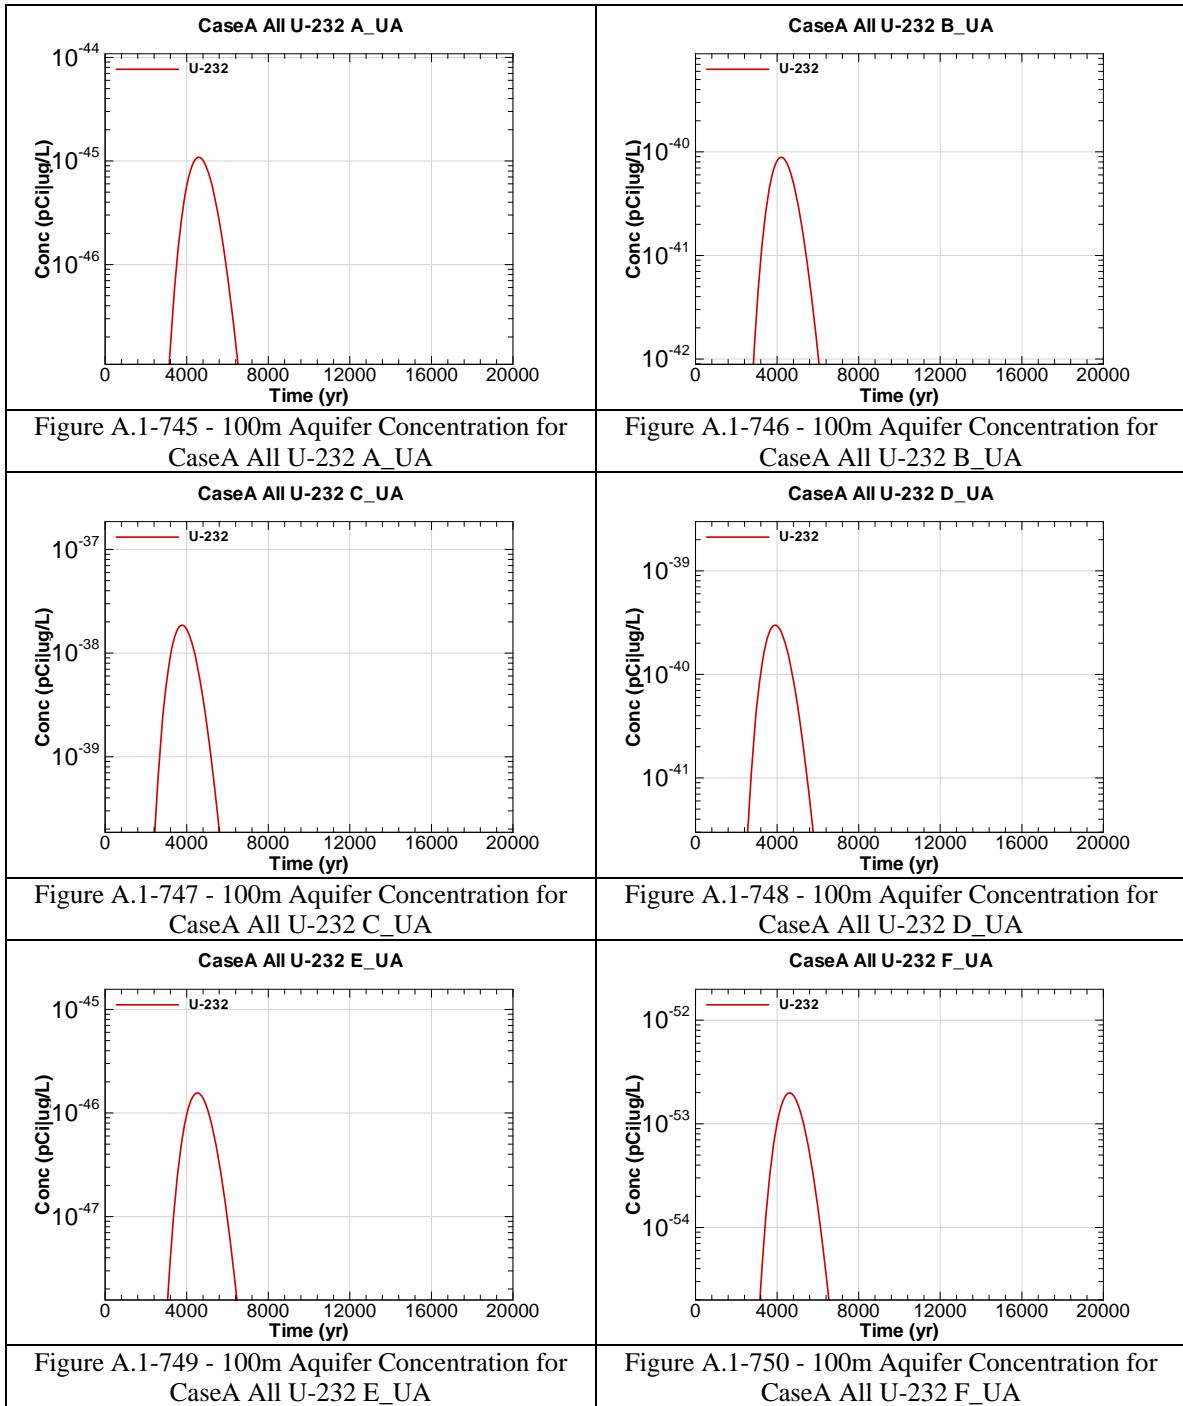 CaseA All U-232 A_UA
10^-44
U-232
10^-45
10^-46
Conc (pCi|ug/L)
0 4000 8000 12000 16000 20000
Time (yr)
Figure A.1-745 - 100m Aquifer Concentration for
CaseA All U-232 A_UA
CaseA All U-232 B_UA
U-232
10^-40
10^-41
10^-42
Conc (pCi|ug/L)
0 4000 8000 12000 16000 20000
Time (yr)
Figure A.1-746 - 100m Aquifer Concentration for
CaseA All U-232 B_UA
CaseA All U-232 C_UA
U-232
10^-37
10^-38
10^-39
Conc (pCi|ug/L)
0 4000 8000 12000 16000 20000
Time (yr)
Figure A.1-747 - 100m Aquifer Concentration for
CaseA All U-232 C_UA
CaseA All U-232 D_UA
U-232
10^-39
10^-40
10^-41
Conc (pCi|ug/L)
0 4000 8000 12000 16000 20000
Time (yr)
Figure A.1-748 - 100m Aquifer Concentration for
CaseA All U-232 D_UA
CaseA All U-232 E_UA
U-232
10^-45
10^-46
10^-47
Conc (pCi|ug/L)
0 4000 8000 12000 16000 20000
Time (yr)
Figure A.1-749 - 100m Aquifer Concentration for
CaseA All U-232 E_UA
CaseA All U-232 F_UA
U-232
10^-52
10^-53
10^-54
Conc (pCi|ug/L)
0 4000 8000 12000 16000 20000
Time (yr)
Figure A.1-750 - 100m Aquifer Concentration for
CaseA All U-232 F_UA